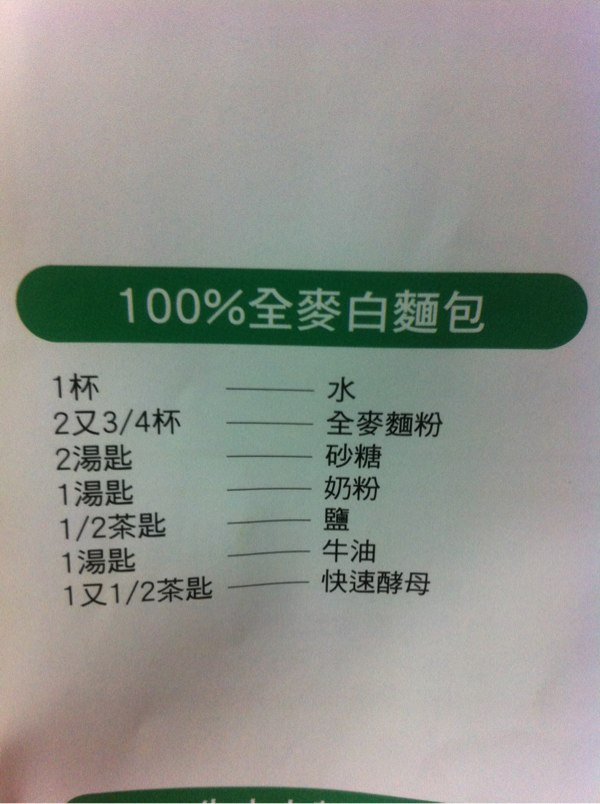 100%全麥白麵包
1杯 水
2又3/4杯 全麥麵粉
2湯匙 砂糖
1湯匙 奶粉
1/2茶匙 鹽
1湯匙 牛油
1又1/2茶匙 快速酵母